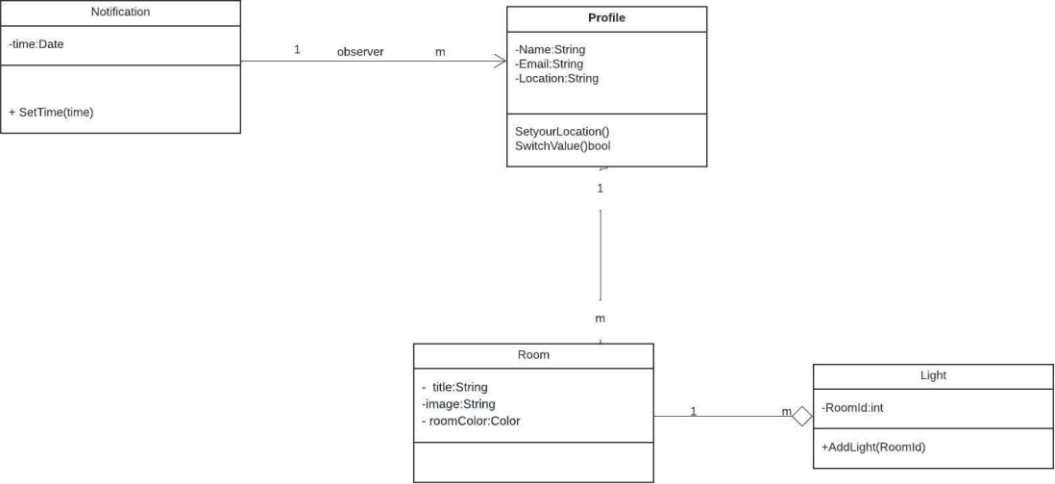 Notification
-time:Date
+ SetTime(time)
1 observer m
Profile
-Name:String
-Email:String
-Location:String
SetyourLocation()
SwitchValue()bool
1
m
Room
- title:String
-image:String
- roomColor:Color
1 m
Light
-RoomId:int
+AddLight(RoomId)